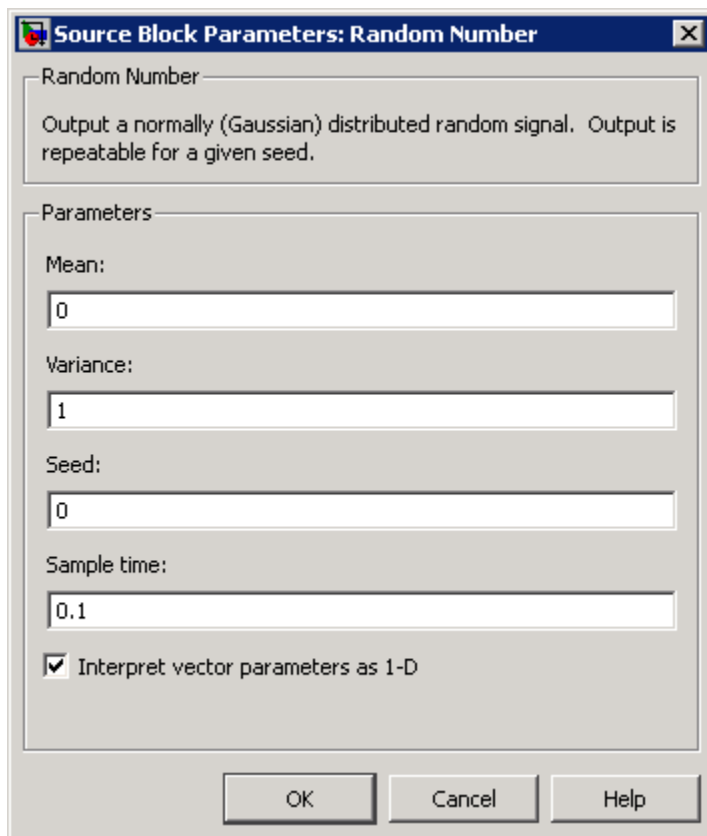 Source Block Parameters: Random Number
Random Number
Output a normally (Gaussian) distributed random signal. Output is
repeatable for a given seed.
Parameters
Mean:
0
Variance:
1
Seed:
0
Sample time:
0.1
Interpret vector parameters as 1-D
OK
Cancel
Help